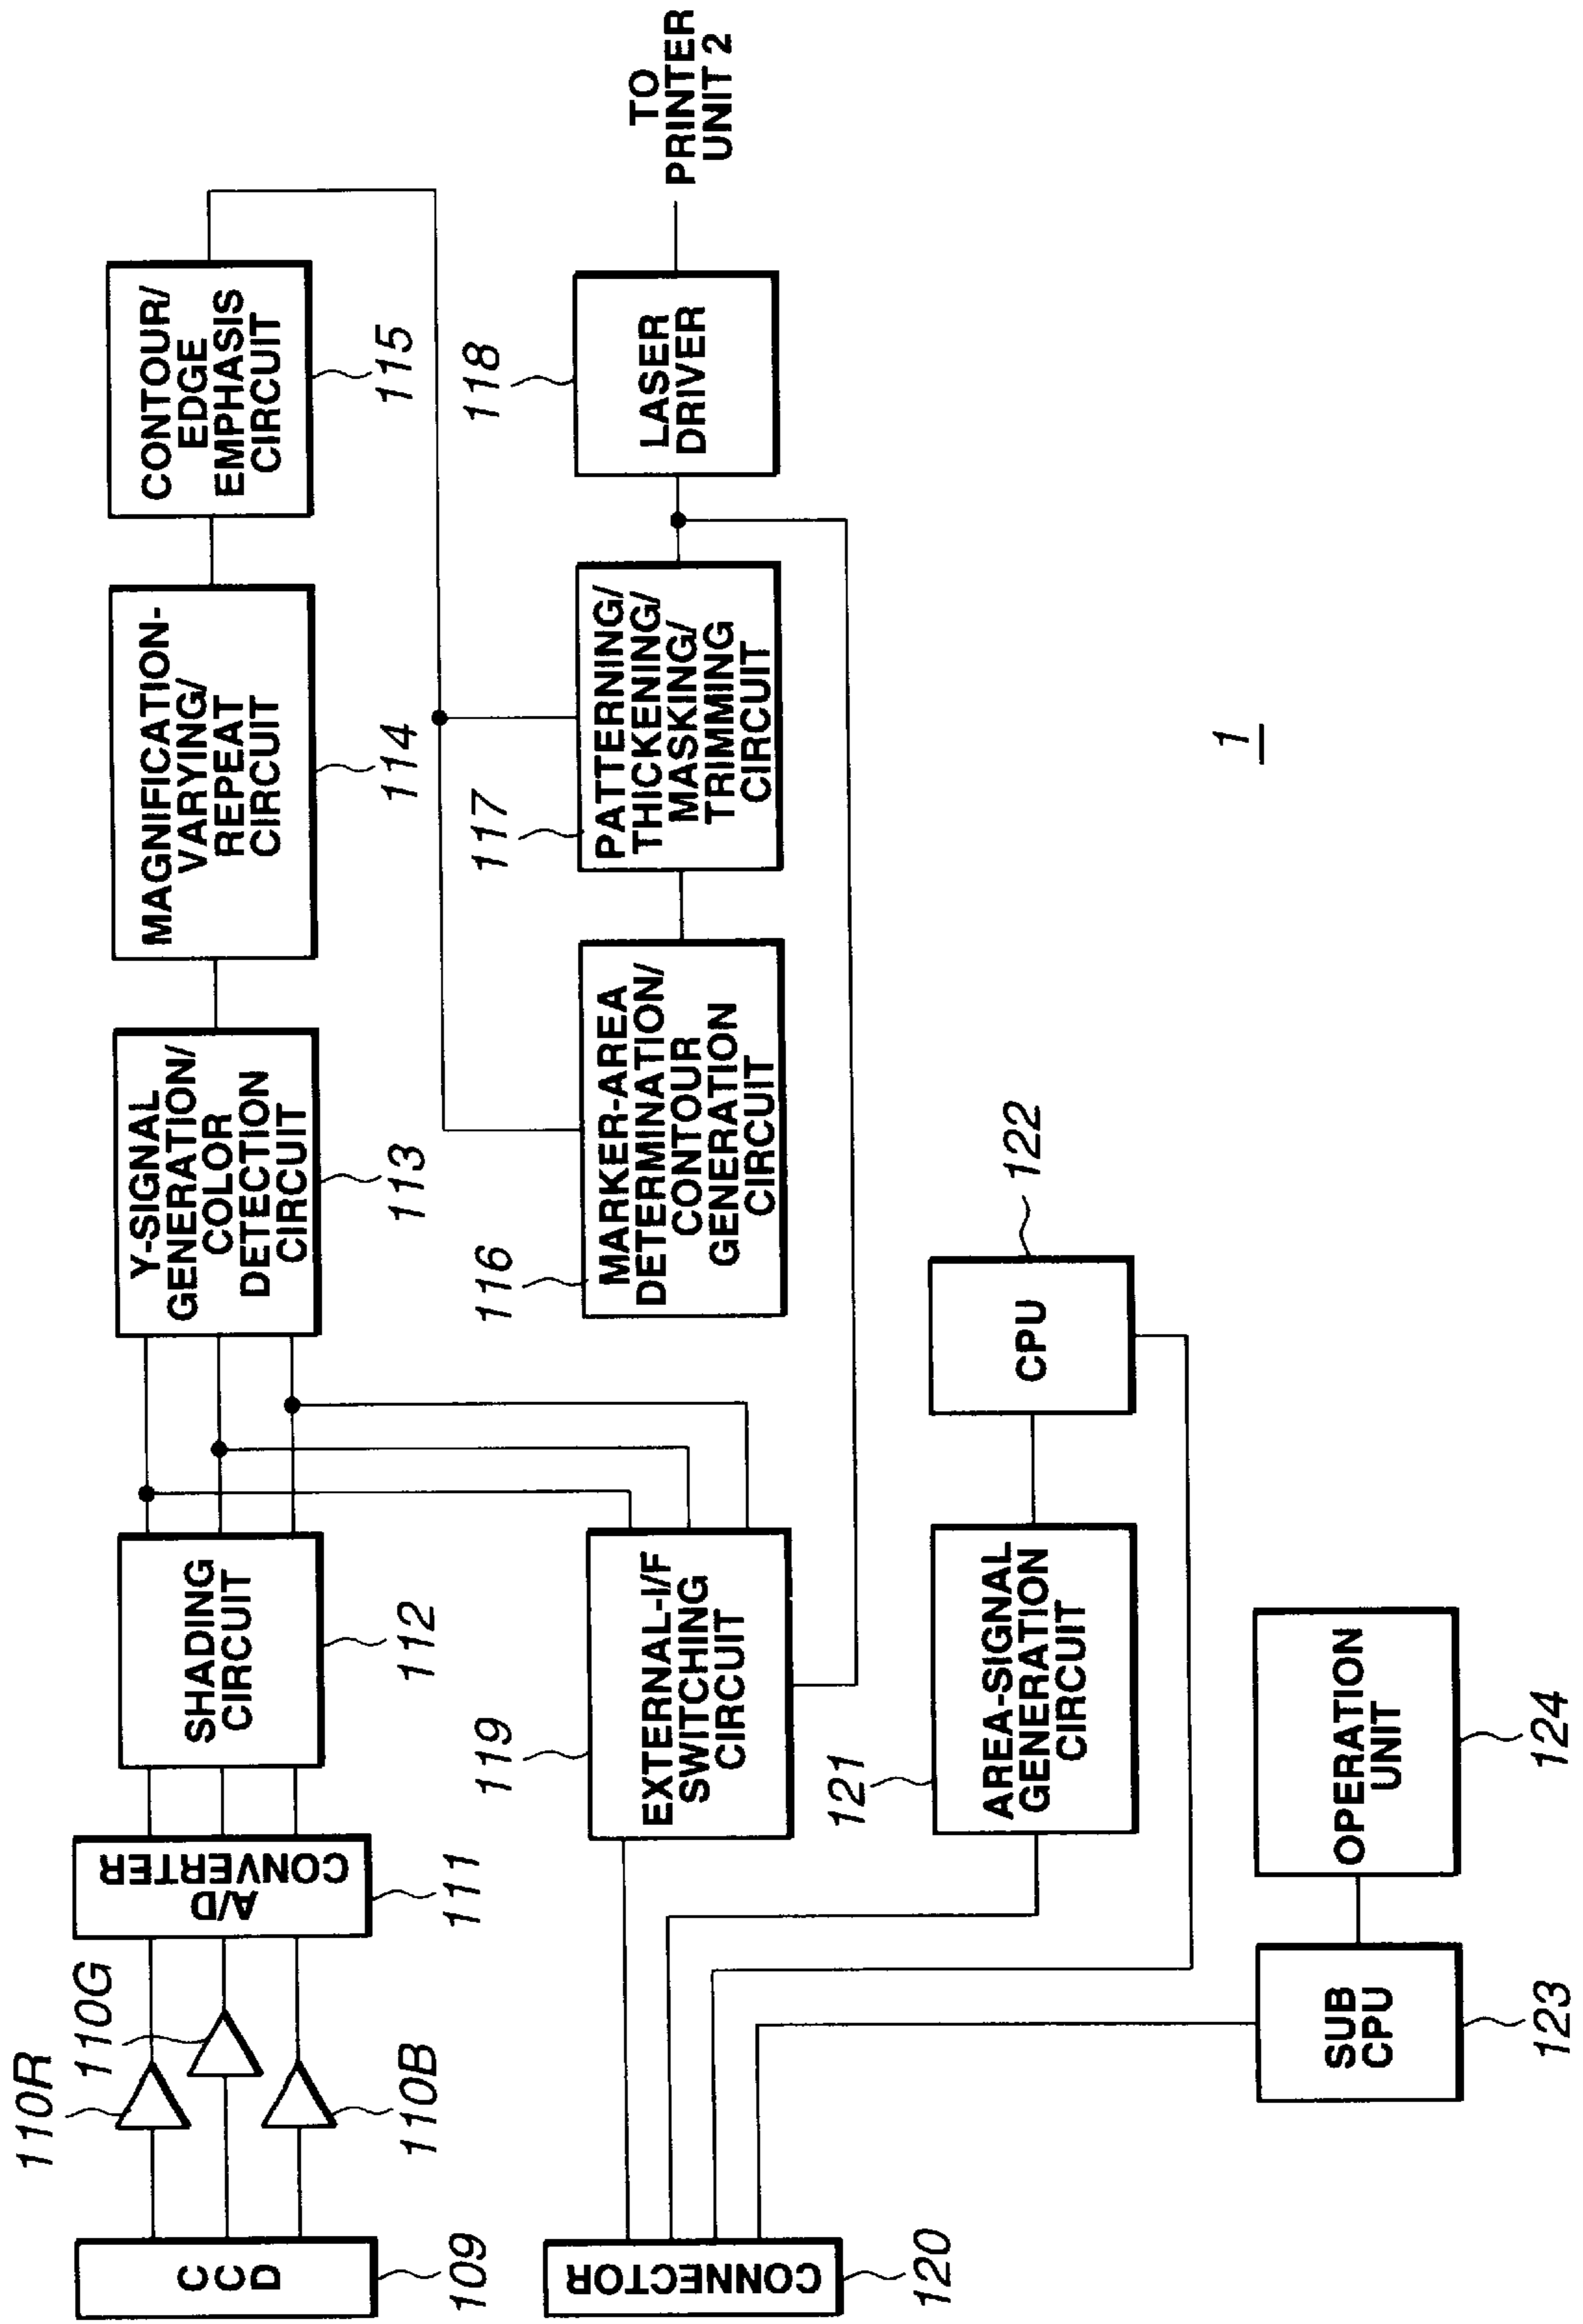 110R
110G
110B
CCD
109
A/D
CONVERTER
111
SHADING
CIRCUIT
112
Y-SIGNAL
GENERATION/
COLOR
DETECTION
CIRCUIT
113
MAGNIFICATION-
VARYING/
REPEAT
CIRCUIT
114
CONTOUR/
EDGE
EMPHASIS
CIRCUIT
115
116
MARKER-AREA
DETERMINATION/
CONTOUR
GENERATION
CIRCUIT
117
PATTERNING/
THICKENING/
MASKING/
TRIMMING
CIRCUIT
118
LASER
DRIVER
TO
PRINTER
UNIT 2
119
EXTERNAL-I/F
SWITCHING
CIRCUIT
CONNECTOR
120
121
AREA-SIGNAL
GENERATION
CIRCUIT
CPU
122
SUB
CPU
123
OPERATION
UNIT
124
1